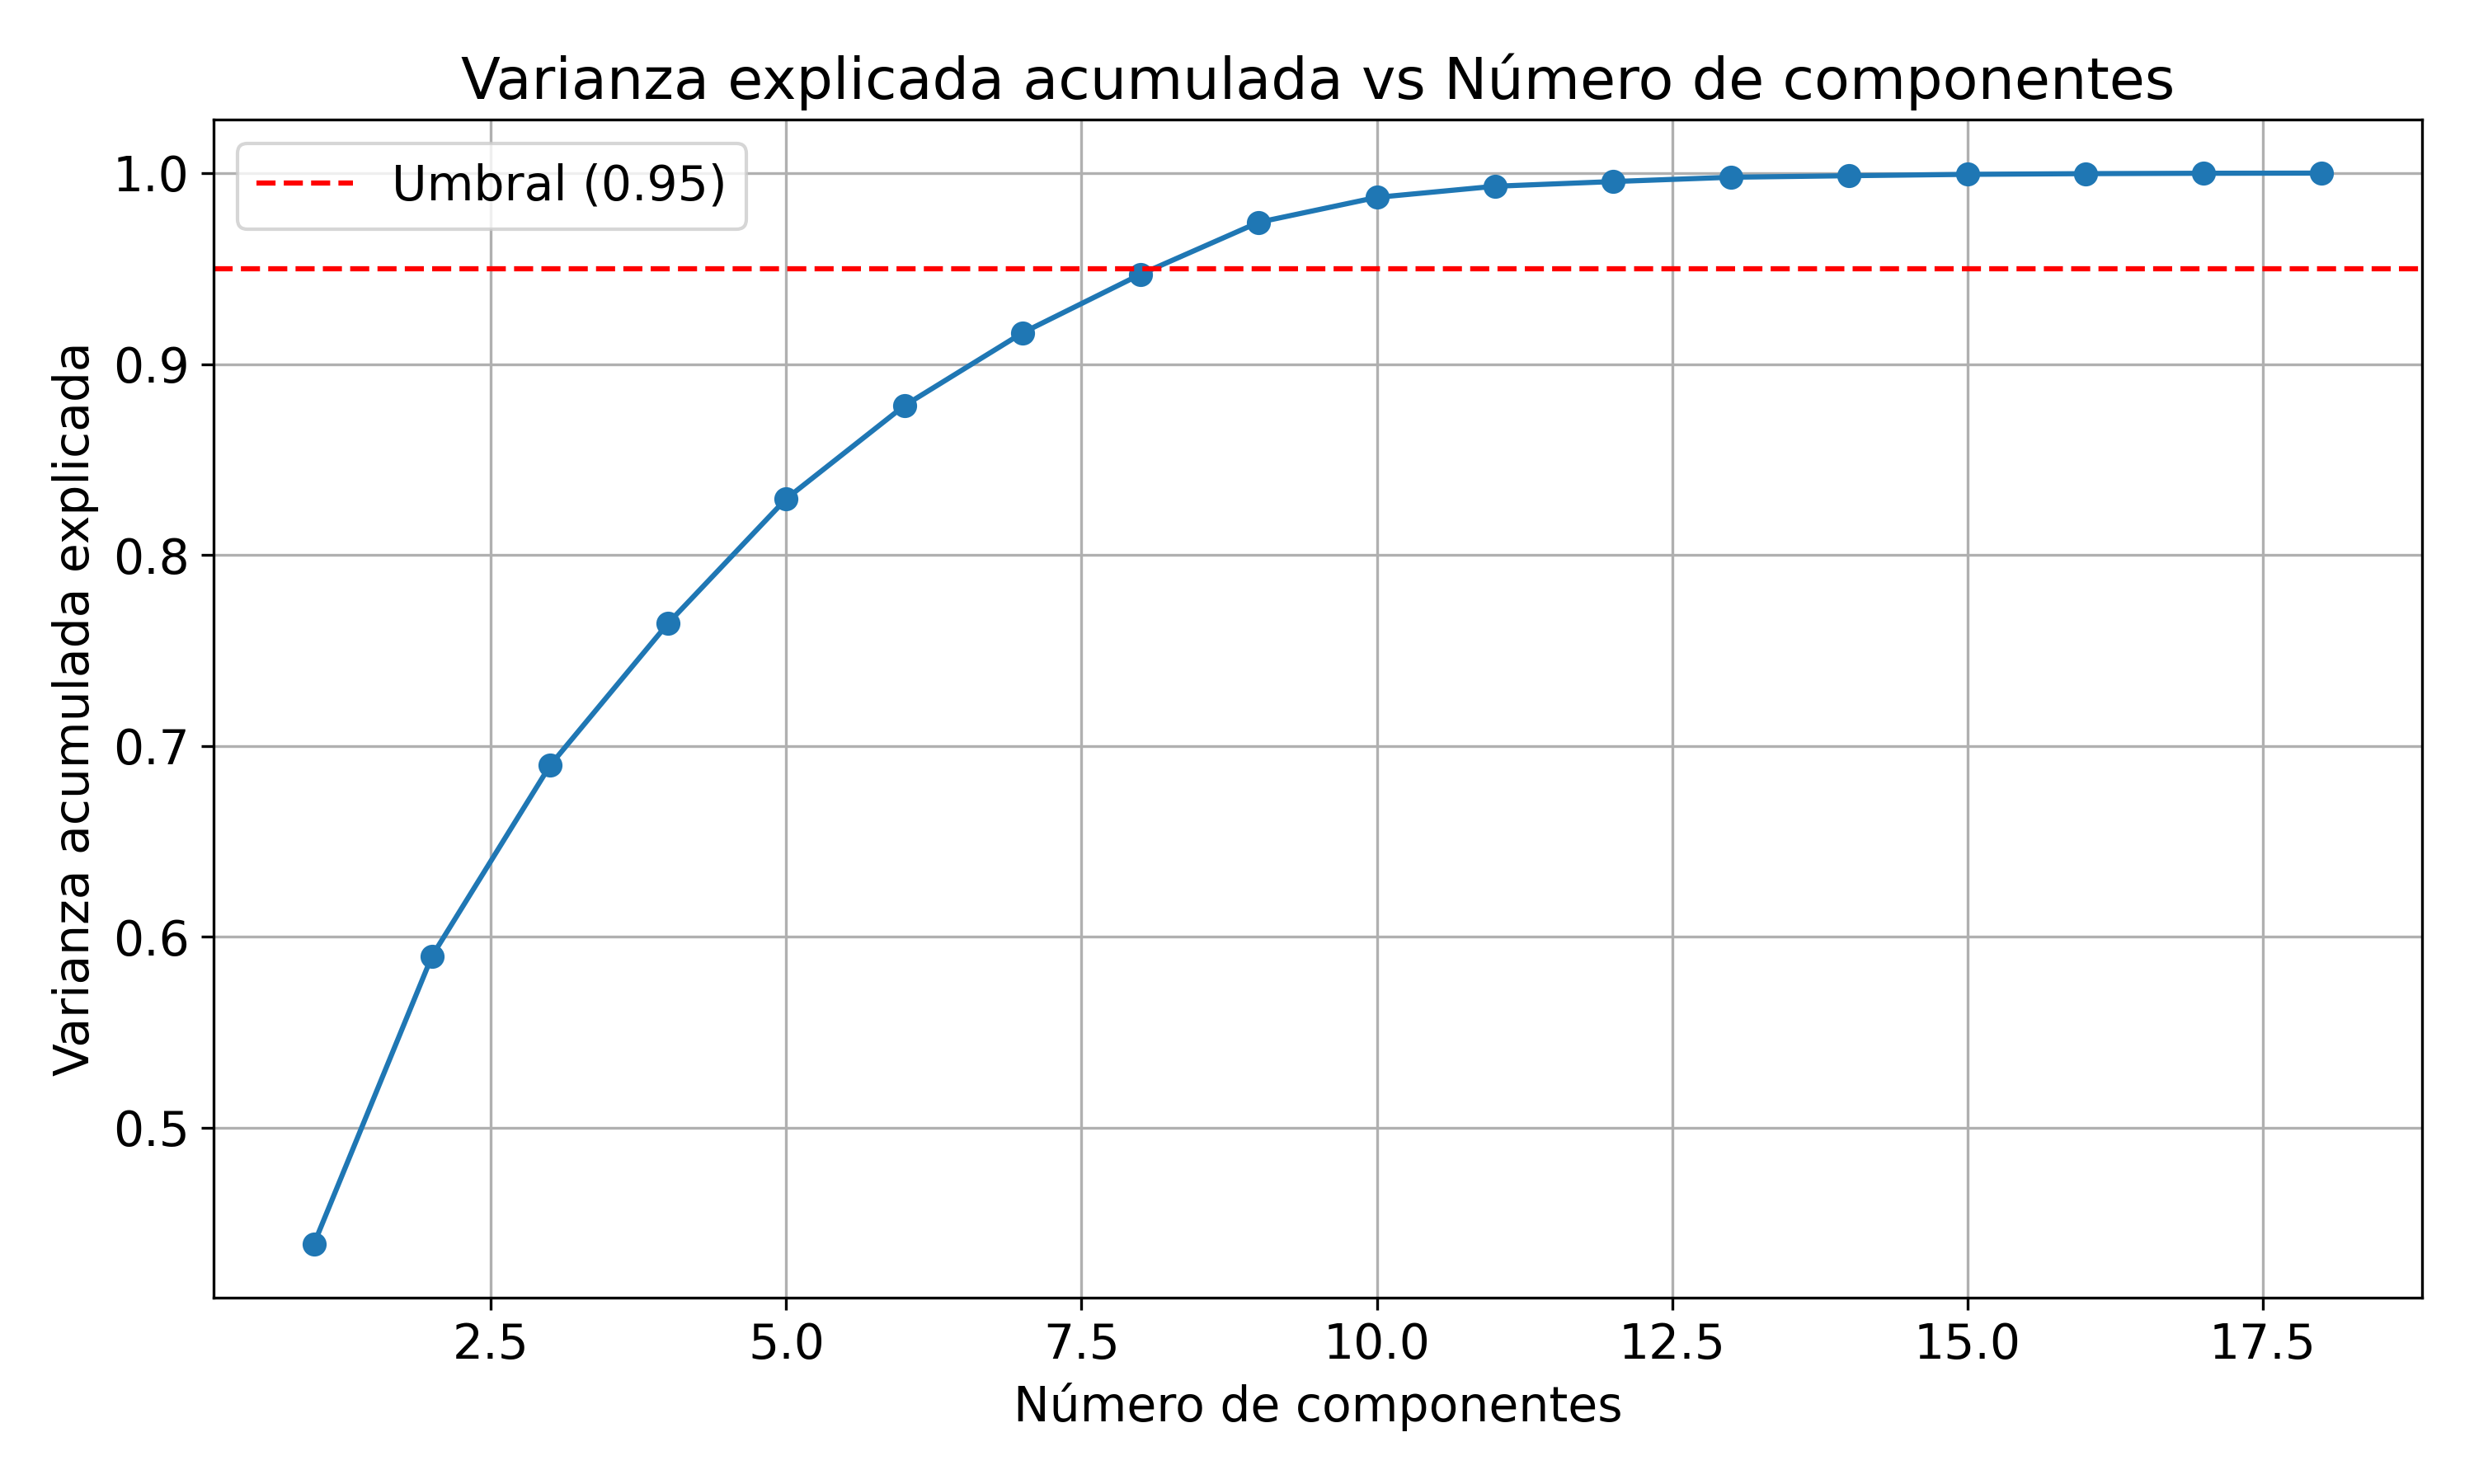 Varianza explicada acumulada vs Número de componentes
Umbral (0.95)
Varianza acumulada explicada
1.0
0.9
0.8
0.7
0.6
0.5
2.5 5.0 7.5 10.0 12.5 15.0 17.5
Número de componentes